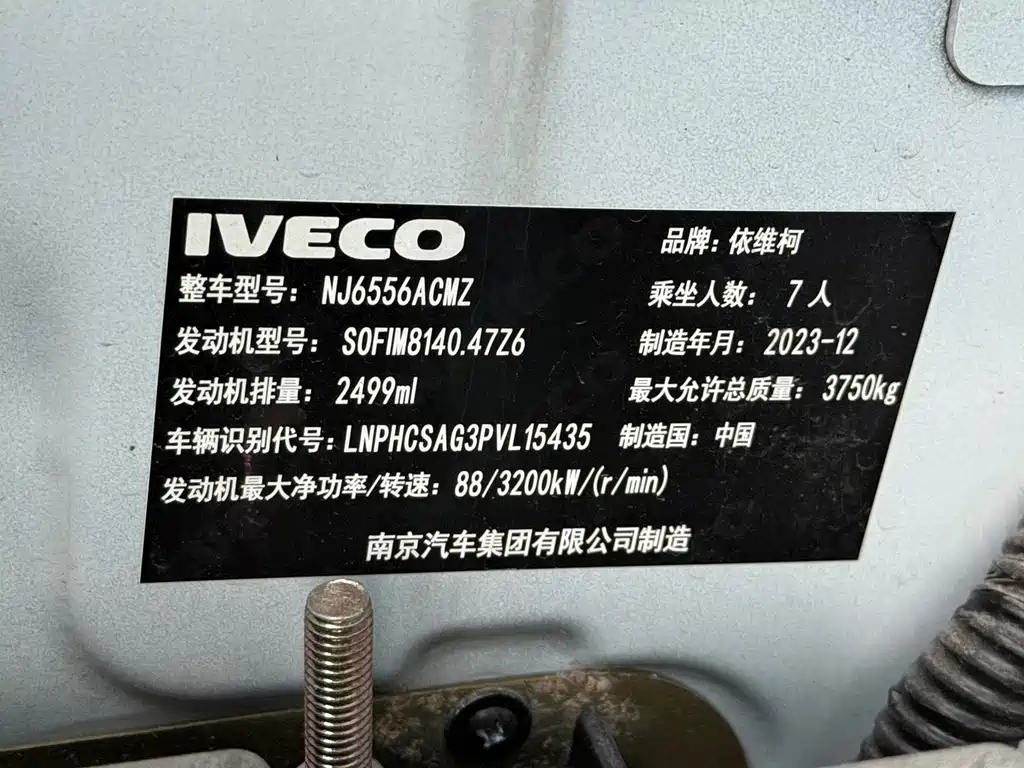 IVECO 品牌: 依维柯
整车型号: NJ6556ACMZ 乘坐人数: 7人
发动机型号: SOFIM8140.47Z6 制造年月: 2023-12
发动机排量: 2499ml 最大允许总质量: 3750kg
车辆识别代号: LNPHCSAG3PVL15435 制造国: 中国
发动机最大净功率/转速: 88/3200kW/(r/min)
南京汽车集团有限公司制造